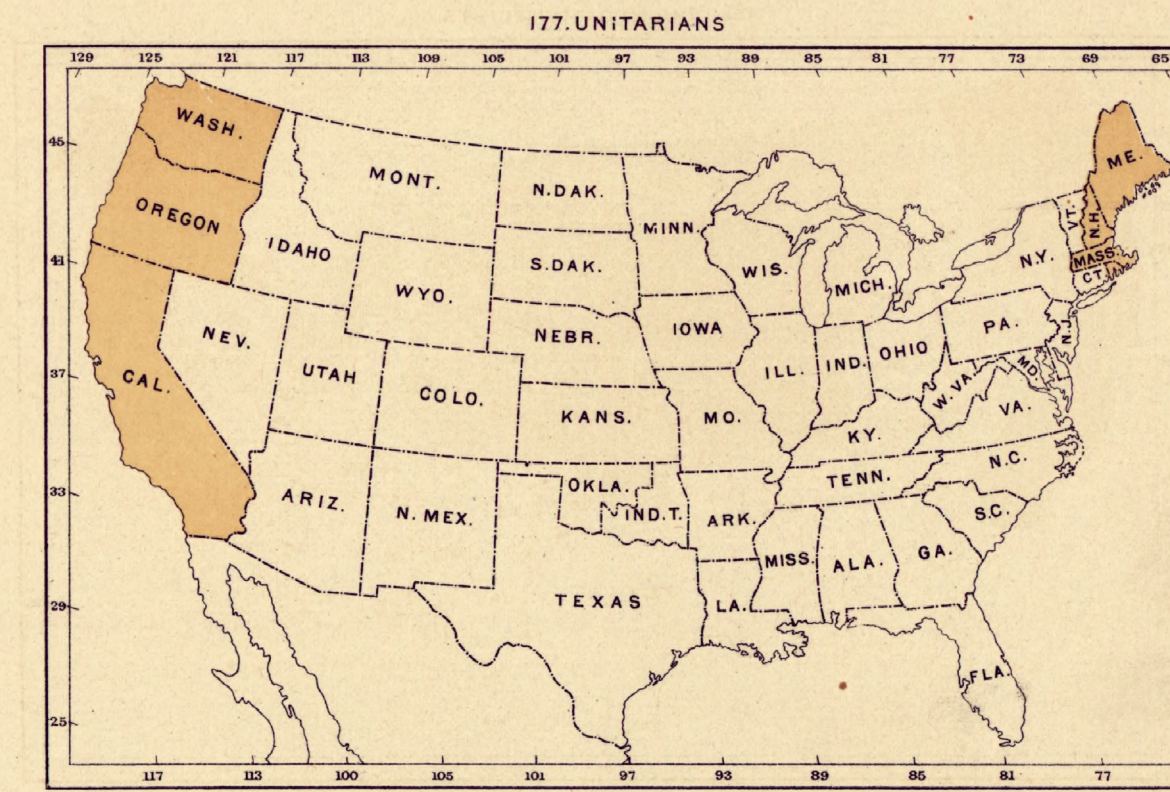 177. UNITARIANS
129 125 121 117 113 109 105 101 97 93 89 85 81 77 73 69 65
WASH.
ME.
45
MONT.
N. DAK.
OREGON
VT.
N.H.
MINN.
IDAHO
41
S. DAK.
WIS.
N.Y.
MASS.
CT.
WYO.
MICH.
NEV.
NEBR.
IOWA
PA.
N.J.
OHIO
37
CAL.
UTAH
COLO.
ILL.
IND.
MD.
W. VA.
KANS.
MO.
VA.
KY.
N.C.
33
ARIZ.
OKLA.
TENN.
N. MEX.
IND. T.
ARK.
S.C.
MISS.
ALA.
GA.
29
TEXAS
LA.
FLA.
25
117 113 100 105 101 97 93 89 85 81 77